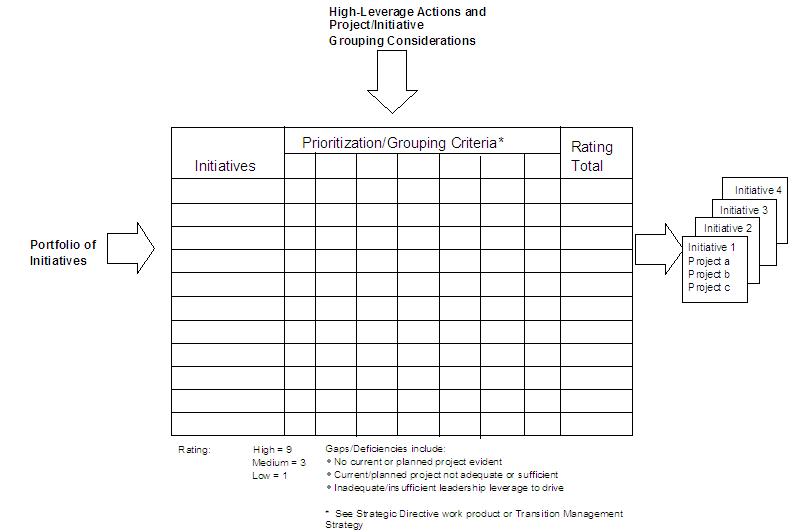 High-Leverage Actions and
Project/Initiative
Grouping Considerations
Prioritization/Grouping Criteria*
Initiatives
Rating
Total
Portfolio of
Initiatives
Initiative 4
Initiative 3
Initiative 2
Initiative 1
Project a
Project b
Project c
Rating:
High = 9
Medium = 3
Low = 1
Gaps/Deficiencies include:
* No current or planned project evident
* Current/planned project not adequate or sufficient
* Inadequate/insufficient leadership leverage to drive
* See Strategic Directive work product or Transition Management
Strategy